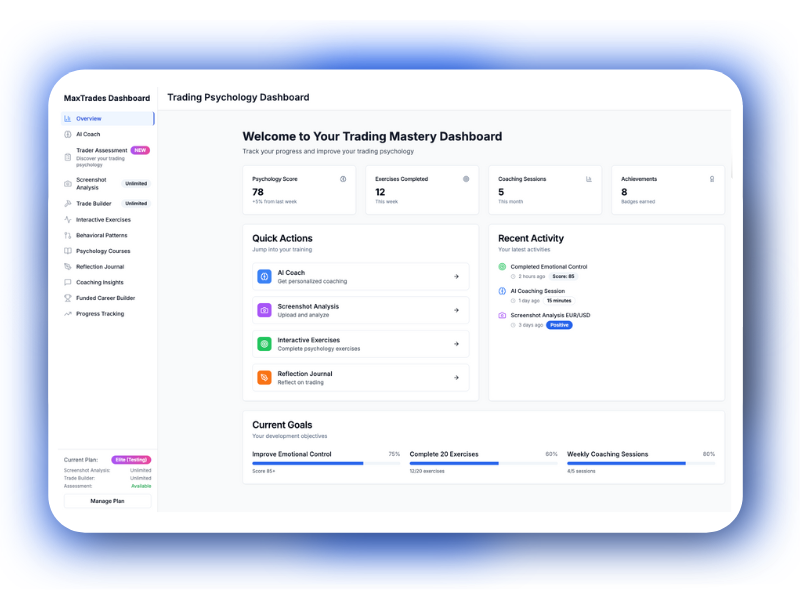 MaxTrades Dashboard
Overview
AI Coach
Trader Assessment NEW
Discover your trading
psychology
Screenshot
Analysis
Unlimited
Trade Builder Unlimited
Interactive Exercises
Behavioral Patterns
Psychology Courses
Reflection Journal
Coaching Insights
Funded Career Builder
Progress Tracking
Current Plan: Elite (Testing)
Screenshot Analysis: Unlimited
Trade Builder: Unlimited
Assessment: Available
Manage Plan
Trading Psychology Dashboard
Welcome to Your Trading Mastery Dashboard
Track your progress and improve your trading psychology
Psychology Score
78
+5% from last week
Exercises Completed
12
This week
Coaching Sessions
5
This month
Achievements
8
Badges earned
Quick Actions
Jump into your training
AI Coach
Get personalized coaching
Screenshot Analysis
Upload and analyze
Interactive Exercises
Complete psychology exercises
Reflection Journal
Reflect on trading
Recent Activity
Your latest activities
Completed Emotional Control
2 hours ago Score: 85
AI Coaching Session
1 day ago 15 minutes
Screenshot Analysis EUR/USD
3 days ago Positive
Current Goals
Your development objectives
Improve Emotional Control 75%
Score 85+
Complete 20 Exercises 60%
12/20 exercises
Weekly Coaching Sessions 80%
4/5 sessions